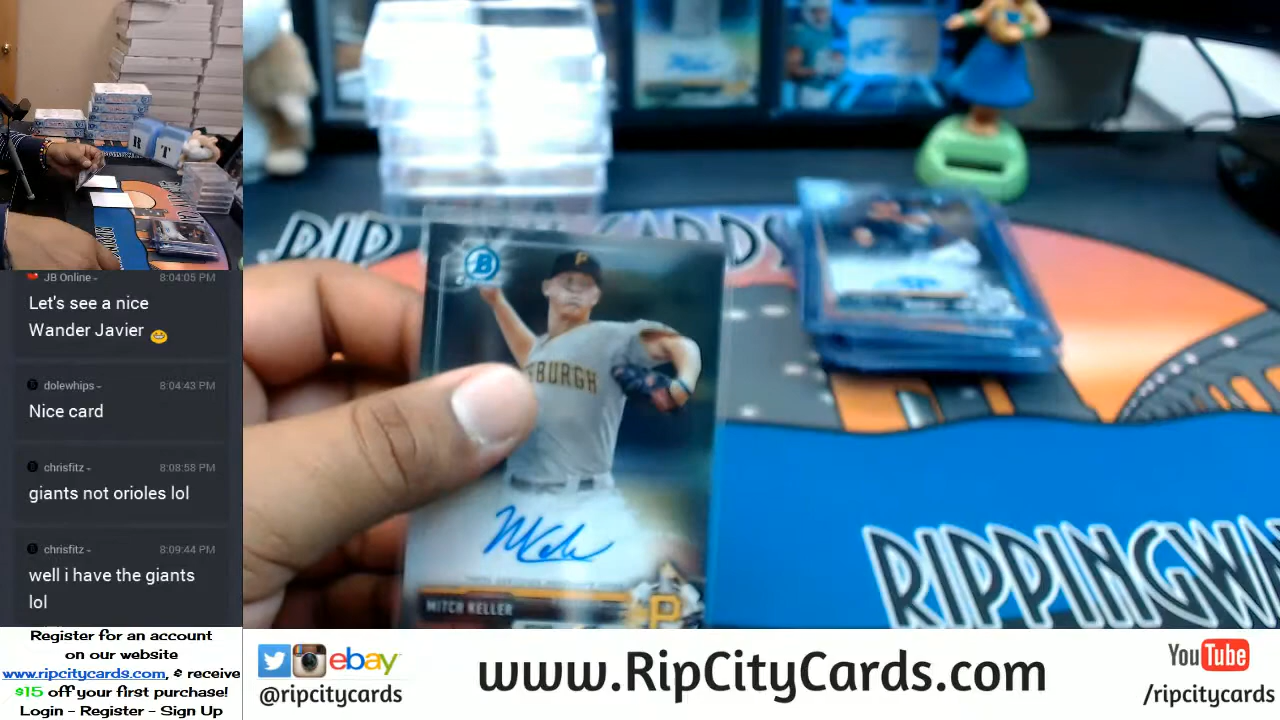 JB Online
8:04:05 PM
Let's see a nice
Wander Javier
dolewhips
8:04:43 PM
Nice card
chrisfitz
8:08:58 PM
giants not orioles lol
chrisfitz
8:09:44 PM
well i have the giants
lol
Register for an account
on our website
www.ripcitycards.com, & receive
$15 off your first purchase!
Login - Register - Sign Up
R T
RIP CARDS
B
P
BURGH
MITCH KELLER
P
RIPPINGWA
ebay
@ripcitycards
www.RipCityCards.com
YouTube
/ripcitycards